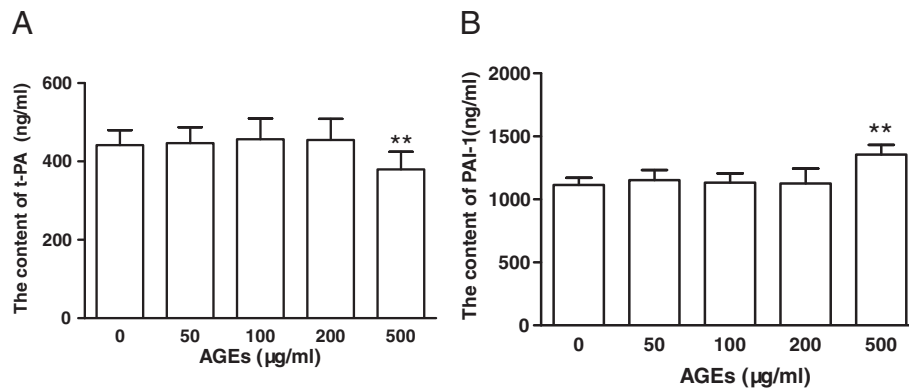 A
The content of t-PA (ng/ml)
600
400
200
0
**
0 50 100 200 500
AGEs (µg/ml)
B
The content of PAI-1(ng/ml)
2000
1500
1000
500
0
**
0 50 100 200 500
AGEs (µg/ml)